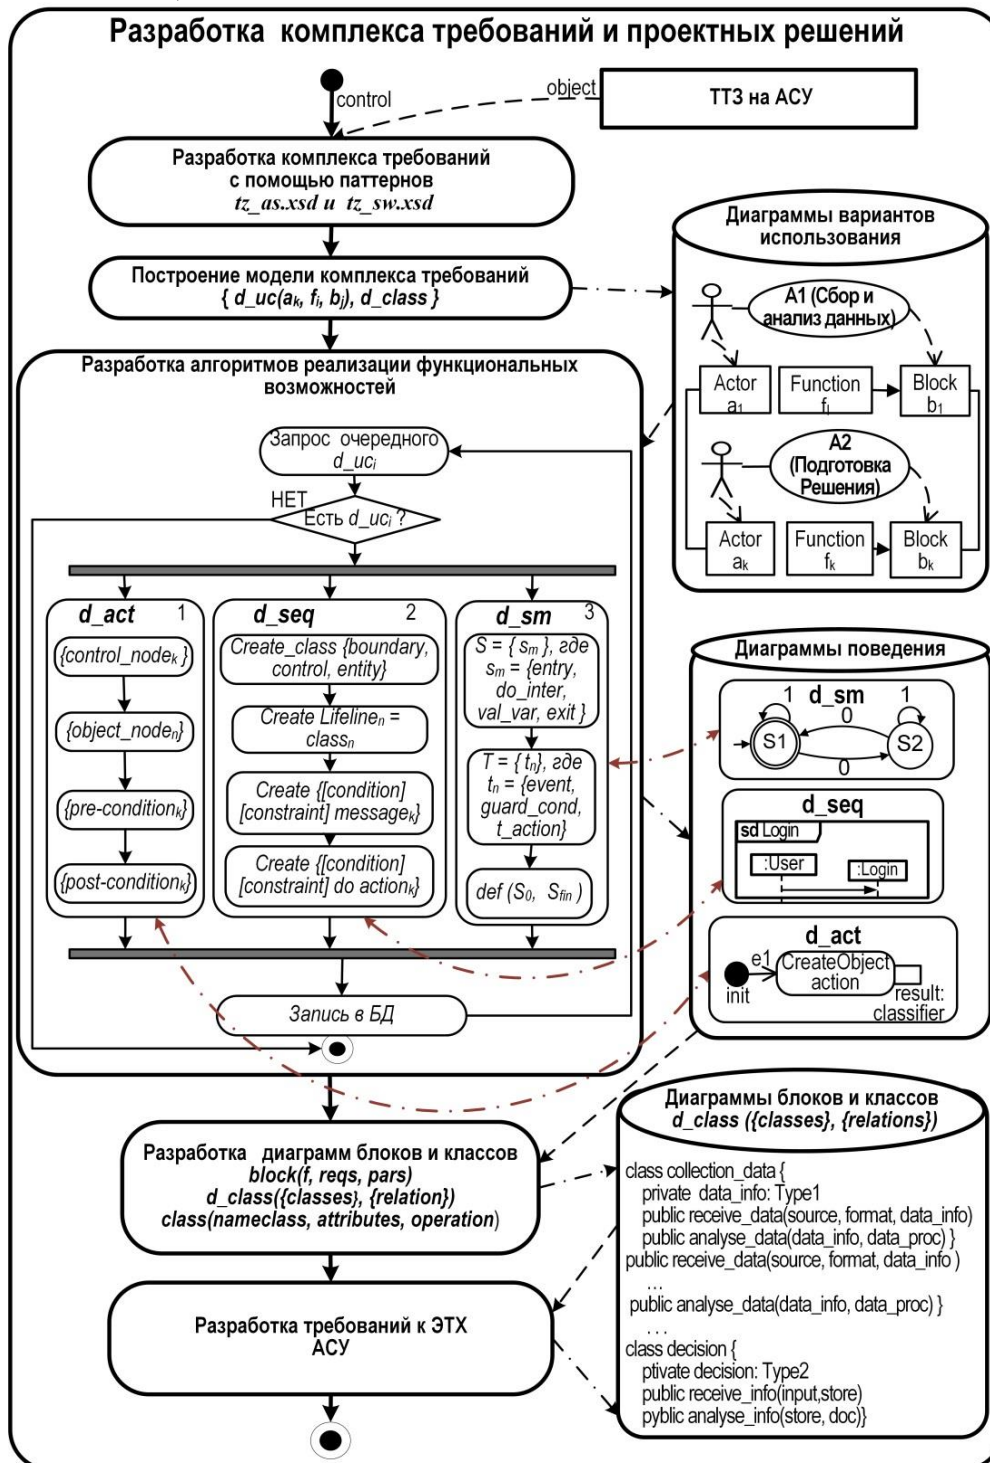 Разработка комплекса требований и проектных решений
control
object
ТТЗ на АСУ
Разработка комплекса требований
с помощью паттернов
tz_as.xsd и tz_sw.xsd
Построение модели комплекса требований
{ d_uc(aₖ, fᵢ, bⱼ), d_class }
Диаграммы вариантов
использования
А1 (Сбор и
анализ данных)
Actor
a₁
Function
fᵢ
Block
b₁
А2
(Подготовка
Решения)
Actor
aₖ
Function
fₖ
Block
bₖ
Разработка алгоритмов реализации функциональных
возможностей
Запрос очередного
d_ucᵢ
НЕТ
Есть d_ucᵢ ?
d_act
1
{control_nodeₖ }
{object_nodeₙ}
{pre-conditionₖ}
{post-conditionₖ}
d_seq
2
Create_class {boundary,
control, entity}
Create Lifelineₙ =
classₙ
Create {[condition]
[constraint] messageₖ}
Create {[condition]
[constraint] do actionₖ}
d_sm
3
S = { sₘ }, где
sₘ = {entry,
do_inter,
val_var, exit }
T = { tₙ}, где
tₙ = {event,
guard_cond,
t_action}
def (S₀, S_fin )
Запись в БД
Диаграммы поведения
d_sm
1
1
0
S1
S2
0
d_seq
sd Login
:User
:Login
d_act
e1
CreateObject
action
init
result:
classifier
Разработка диаграмм блоков и классов
block(f, reqs, pars)
d_class({classes}, {relation})
class(nameclass, attributes, operation)
Диаграммы блоков и классов
d_class ({classes}, {relations})
class collection_data {
private data_info: Type1
public receive_data(source, format, data_info)
public analyse_data(data_info, data_proc) }
public receive_data(source, format, data_info )
...
public analyse_data(data_info, data_proc) }
...
class decision {
ptivate decision: Type2
public receive_info(input,store)
pyblic analyse_info(store, doc)}
Разработка требований к ЭТХ
АСУ